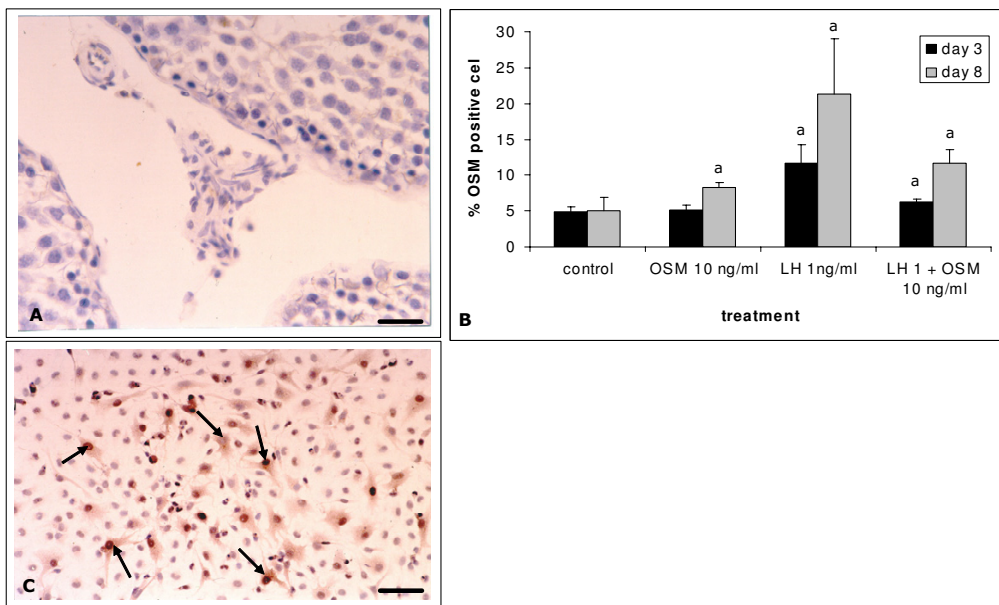 A
30
25
20
15
10
5
0
% OSM positive cel
a
a
a
a
a
day 3
day 8
control
OSM 10 ng/ml
LH 1ng/ml
LH 1 + OSM
10 ng/ml
treatment
B
C